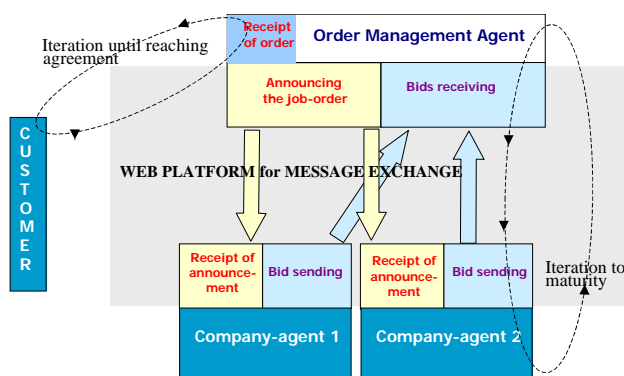 Receipt
of order
Order Management Agent
Iteration until reaching
agreement
Announcing
the job-order
Bids receiving
C
U
S
T
O
M
E
R
WEB PLATFORM for MESSAGE EXCHANGE
Receipt of
announce-
ment
Bid sending
Receipt of
announce-
ment
Bid sending
Iteration to
maturity
Company-agent 1
Company-agent 2